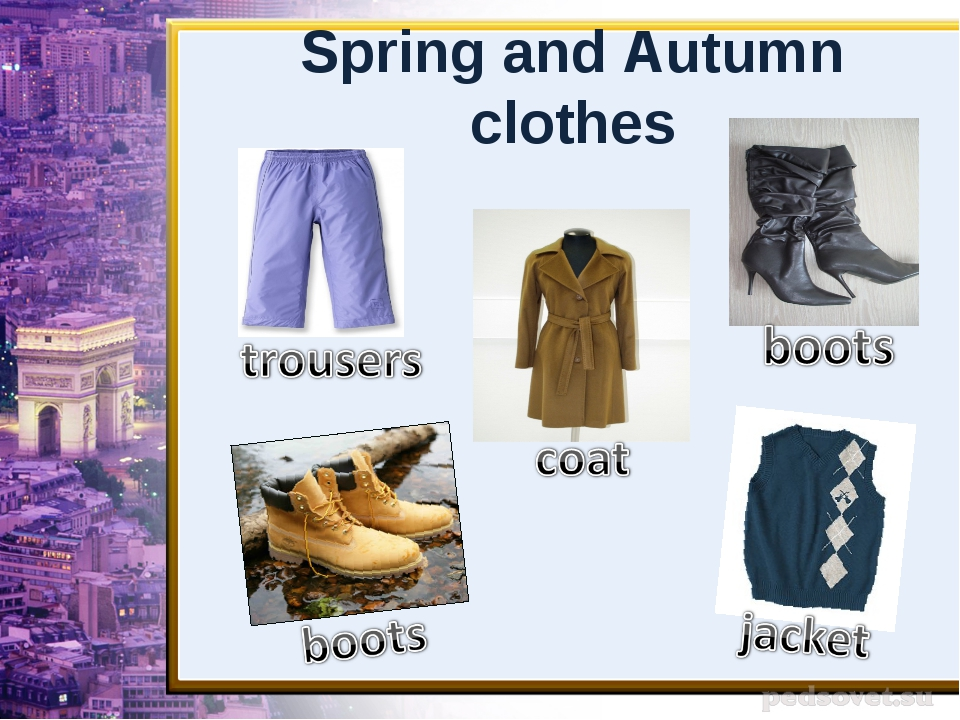 Spring and Autumn
clothes
trousers
boots
coat
boots
jacket
pedsovet.su